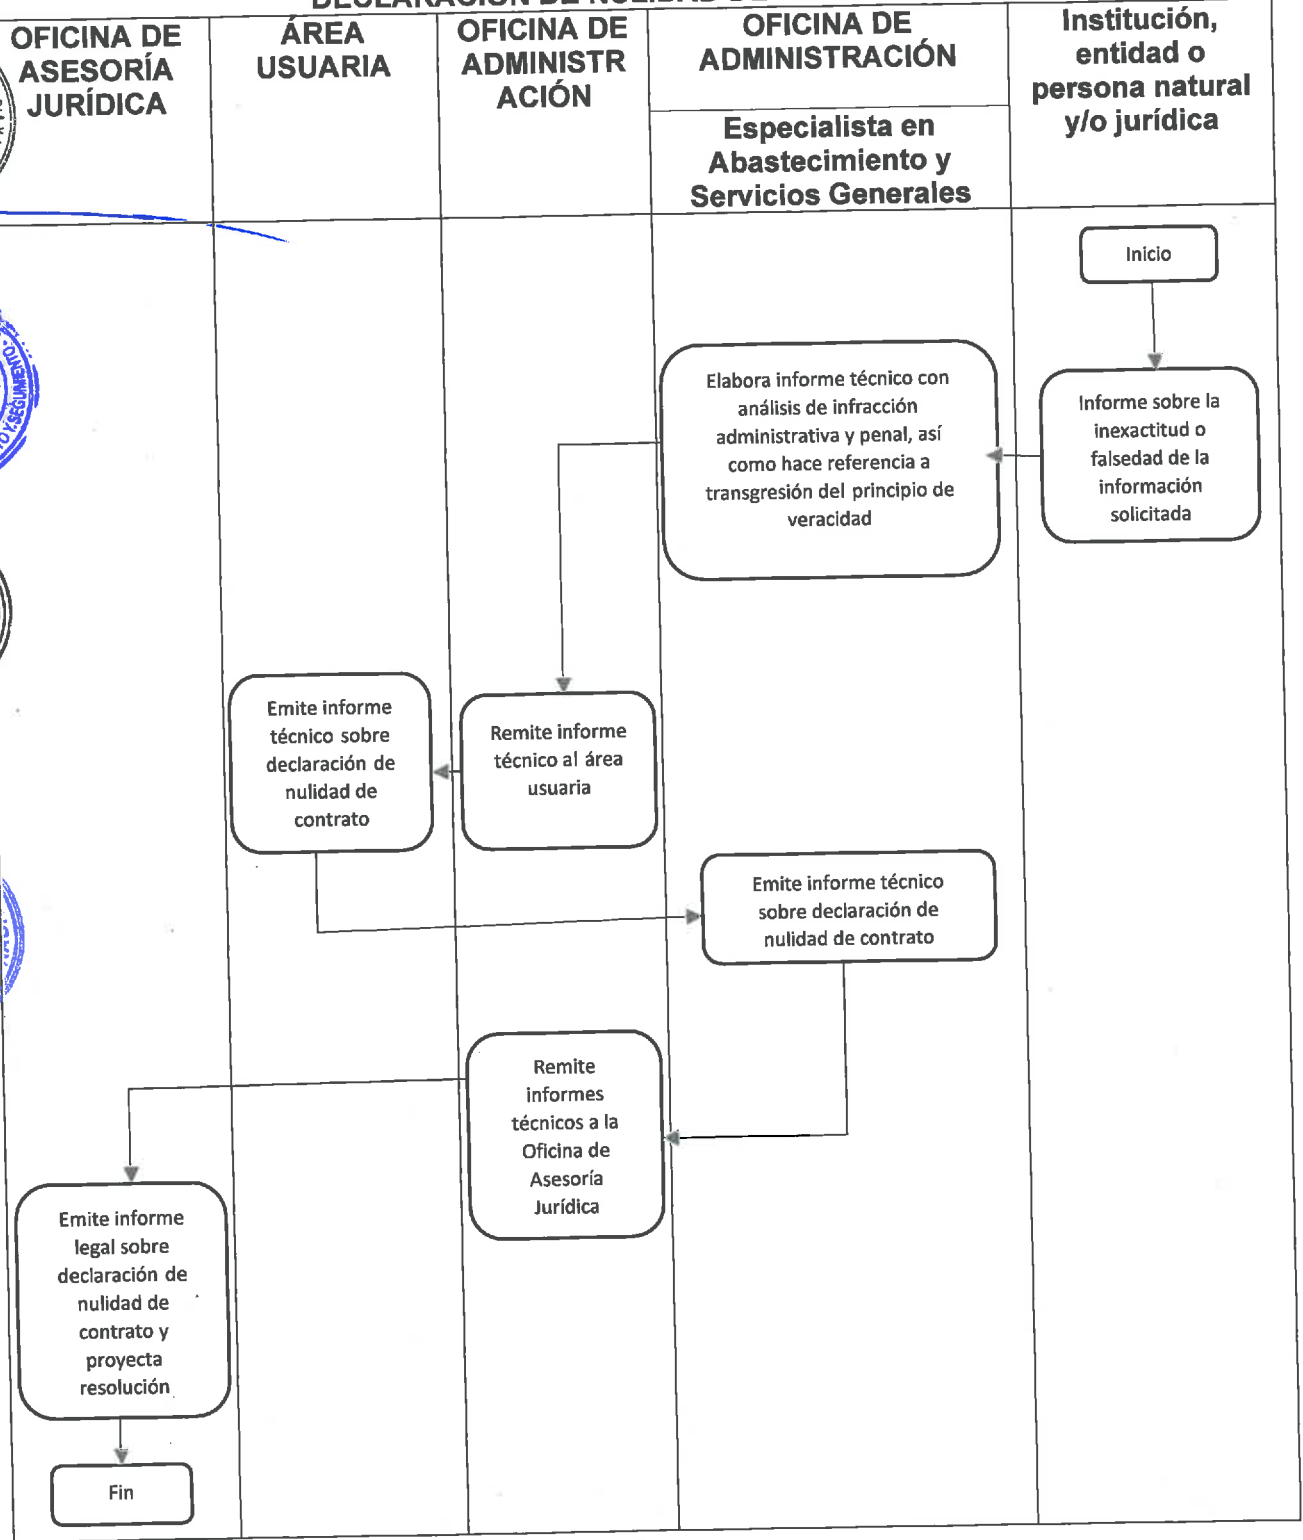 DECLARACIÓN DE NULIDAD DE
OFICINA DE
ASESORÍA
JURÍDICA
ÁREA
USUARIA
OFICINA DE
ADMINISTR
ACIÓN
OFICINA DE
ADMINISTRACIÓN
Especialista en
Abastecimiento y
Servicios Generales
Institución,
entidad o
persona natural
y/o jurídica
Inicio
Informe sobre la
inexactitud o
falsedad de la
información
solicitada
Elabora informe técnico con
análisis de infracción
administrativa y penal, así
como hace referencia a
transgresión del principio de
veracidad
Remite informe
técnico al área
usuaria
Emite informe
técnico sobre
declaración de
nulidad de
contrato
Emite informe técnico
sobre declaración de
nulidad de contrato
Remite
informes
técnicos a la
Oficina de
Asesoría
Jurídica
Emite informe
legal sobre
declaración de
nulidad de
contrato y
proyecta
resolución
Fin
Y SEGUIMIENTO